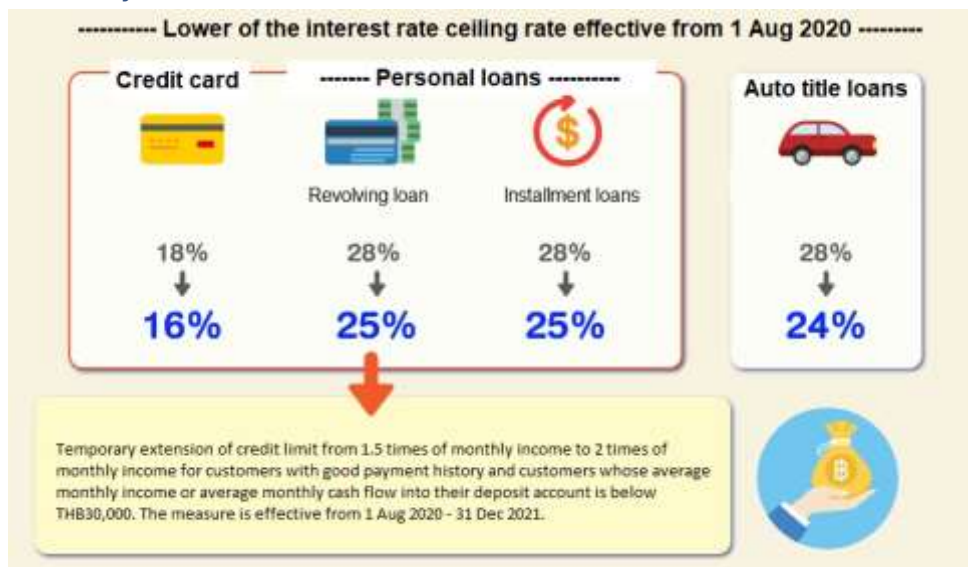 ----------- Lower of the interest rate ceiling rate effective from 1 Aug 2020 ---------
Credit card
------- Personal loans ----------
Auto title loans
$
Revolving loan
Installment loans
18%
28%
28%
28%
16%
25%
25%
24%
Temporary extension of credit limit from 1.5 times of monthly income to 2 times of
monthly income for customers with good payment history and customers whose average
monthly income or average monthly cash flow into their deposit account is below
THB30,000. The measure is effective from 1 Aug 2020 - 31 Dec 2021.
฿